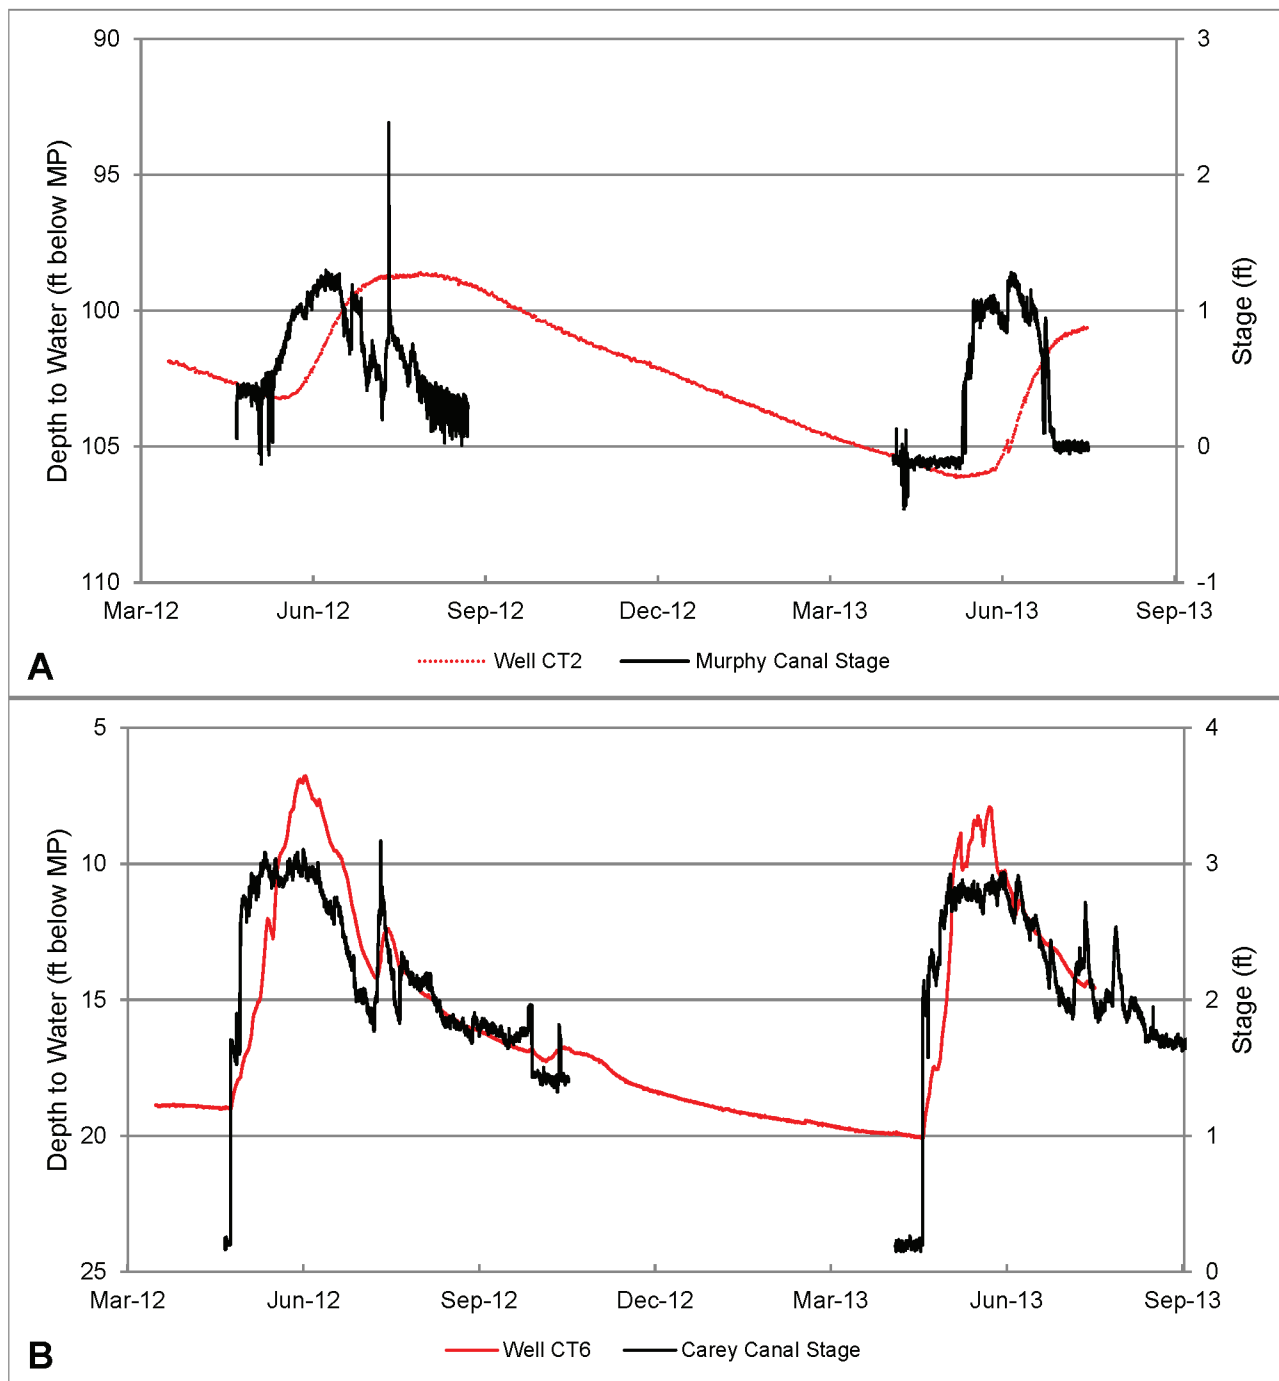 90
95
100
105
110
Depth to Water (ft below MP)
3
2
1
0
-1
Stage (ft)
Mar-12 Jun-12 Sep-12 Dec-12 Mar-13 Jun-13 Sep-13
Well CT2 Murphy Canal Stage
A
5
10
15
20
25
Depth to Water (ft below MP)
4
3
2
1
0
Stage (ft)
Mar-12 Jun-12 Sep-12 Dec-12 Mar-13 Jun-13 Sep-13
Well CT6 Carey Canal Stage
B